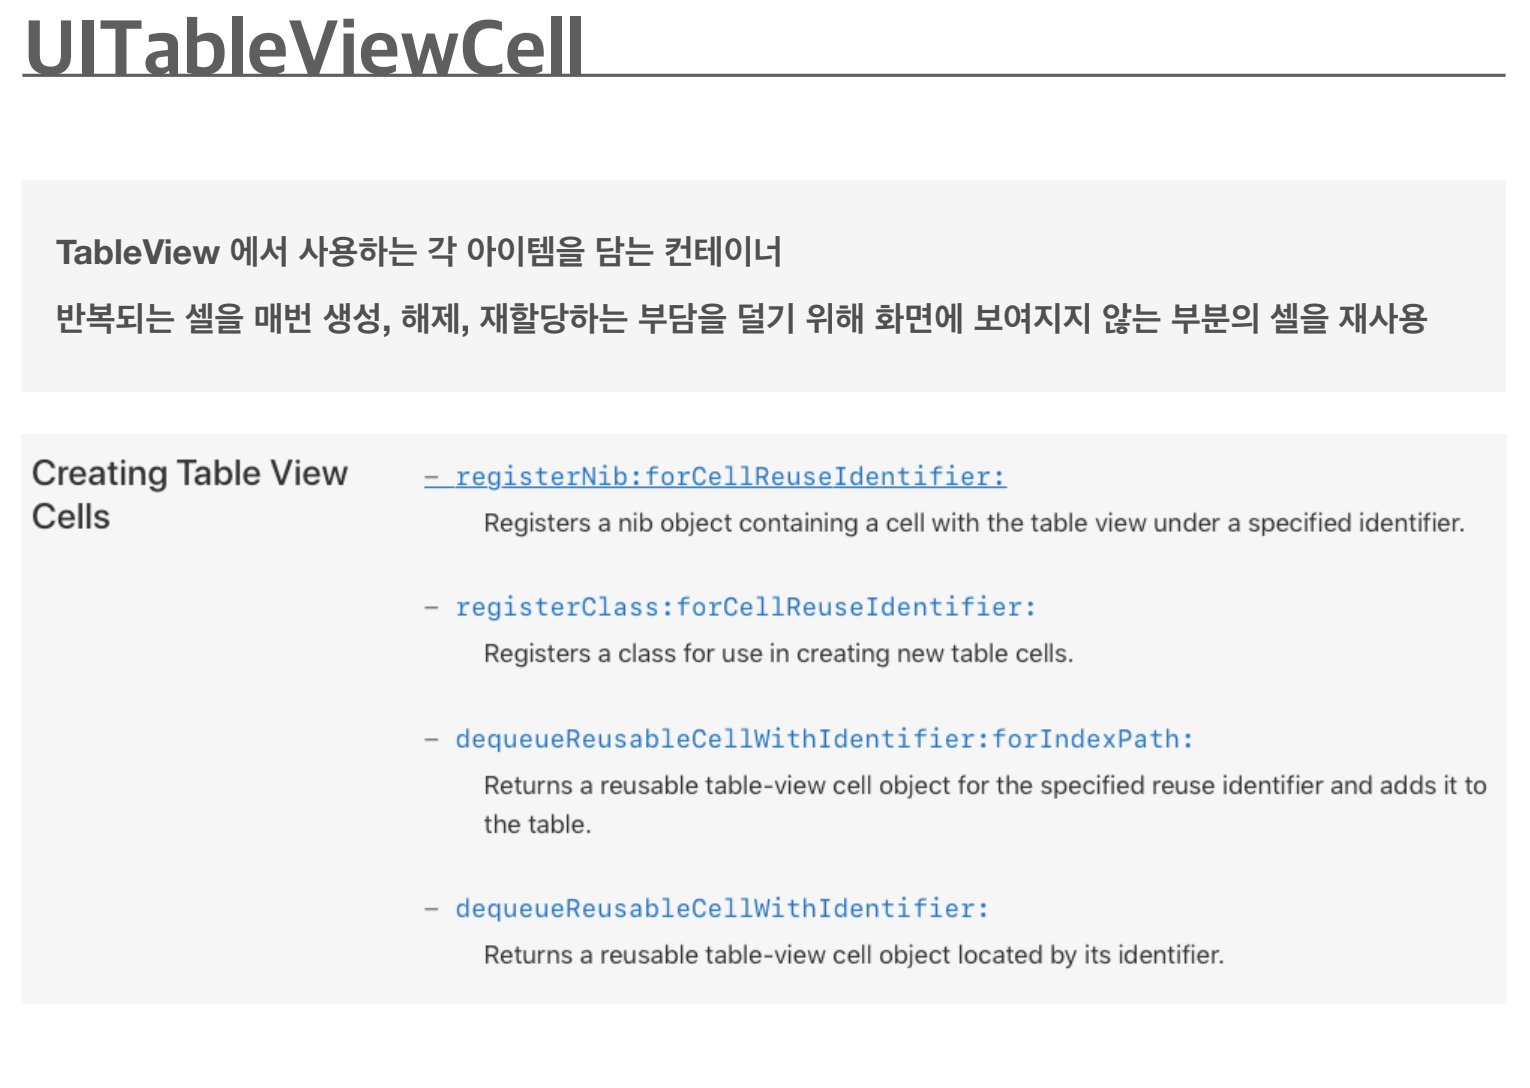 UITableViewCell
TableView 에서 사용하는 각 아이템을 담는 컨테이너
반복되는 셀을 매번 생성, 해제, 재할당하는 부담을 덜기 위해 화면에 보여지지 않는 부분의 셀을 재사용
Creating Table View
Cells
– registerNib:forCellReuseIdentifier:
Registers a nib object containing a cell with the table view under a specified identifier.
– registerClass:forCellReuseIdentifier:
Registers a class for use in creating new table cells.
– dequeueReusableCellWithIdentifier:forIndexPath:
Returns a reusable table-view cell object for the specified reuse identifier and adds it to
the table.
– dequeueReusableCellWithIdentifier:
Returns a reusable table-view cell object located by its identifier.